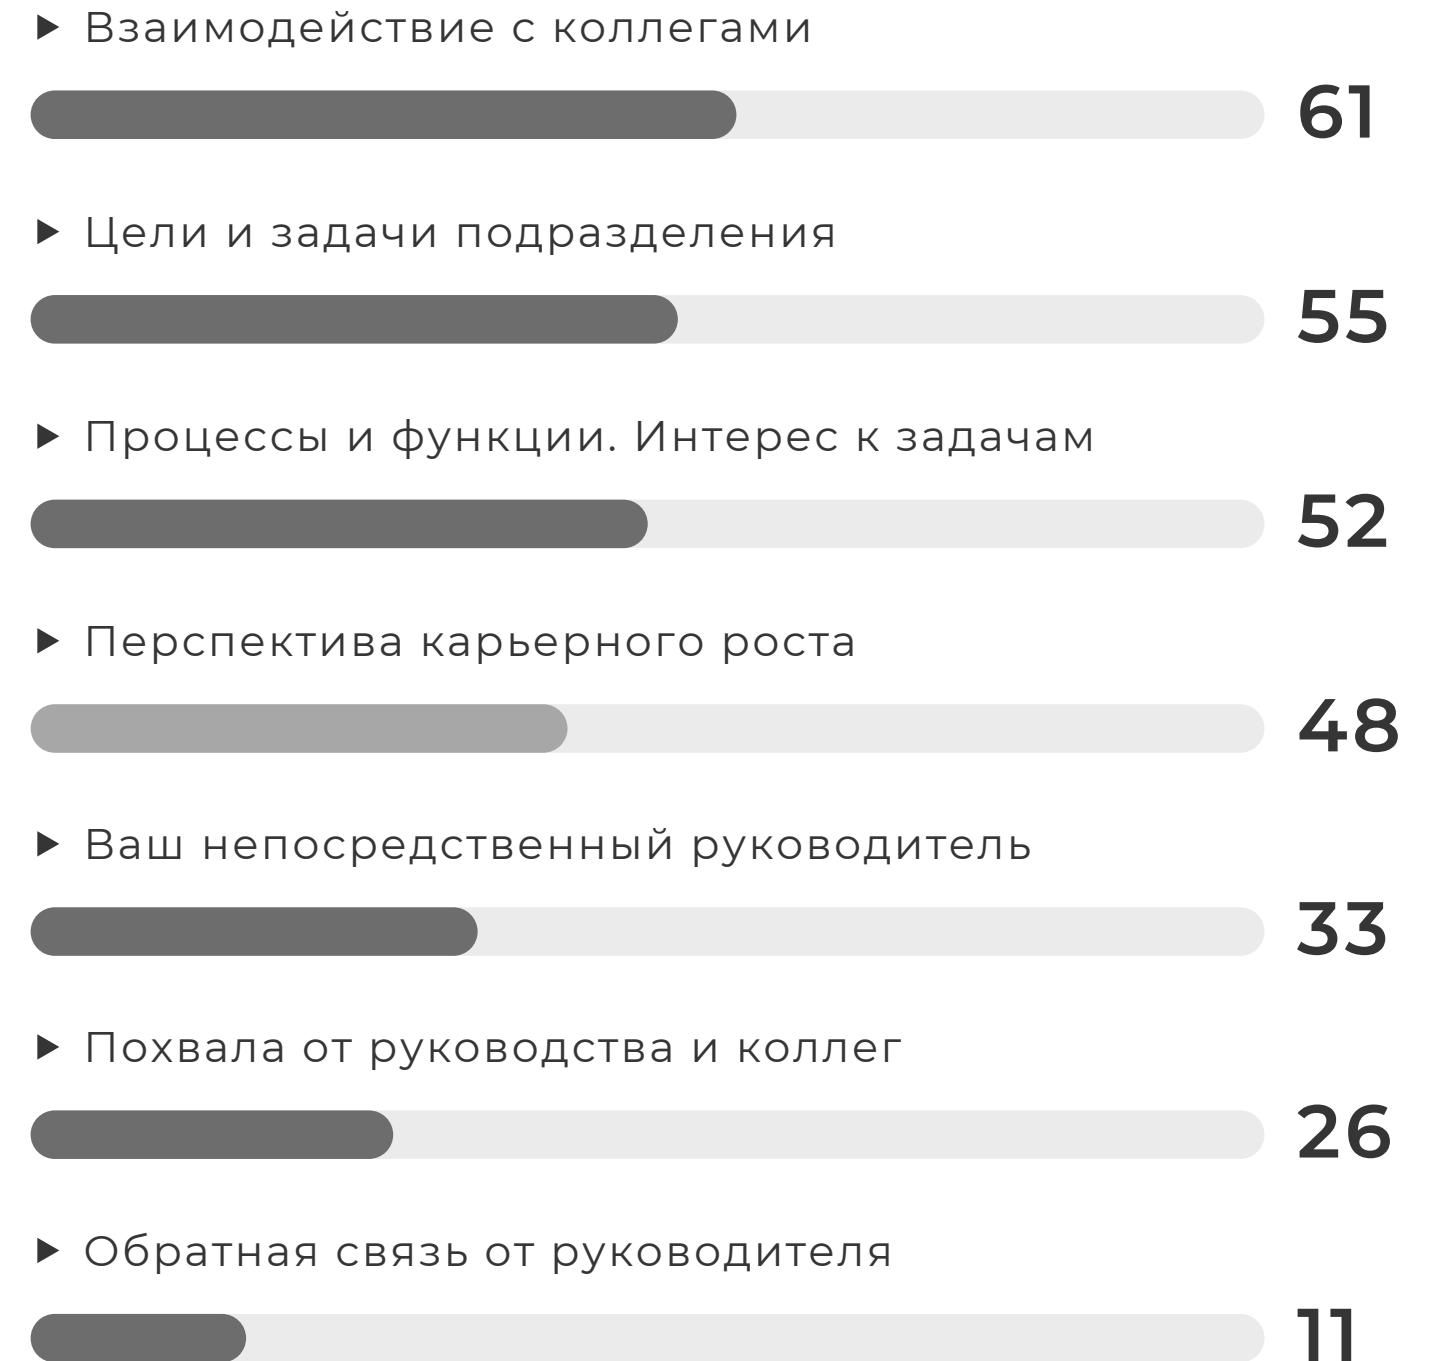 Взаимодействие с коллегами
61
Цели и задачи подразделения
55
Процессы и функции. Интерес к задачам
52
Перспектива карьерного роста
48
Ваш непосредственный руководитель
33
Похвала от руководства и коллег
26
Обратная связь от руководителя
11